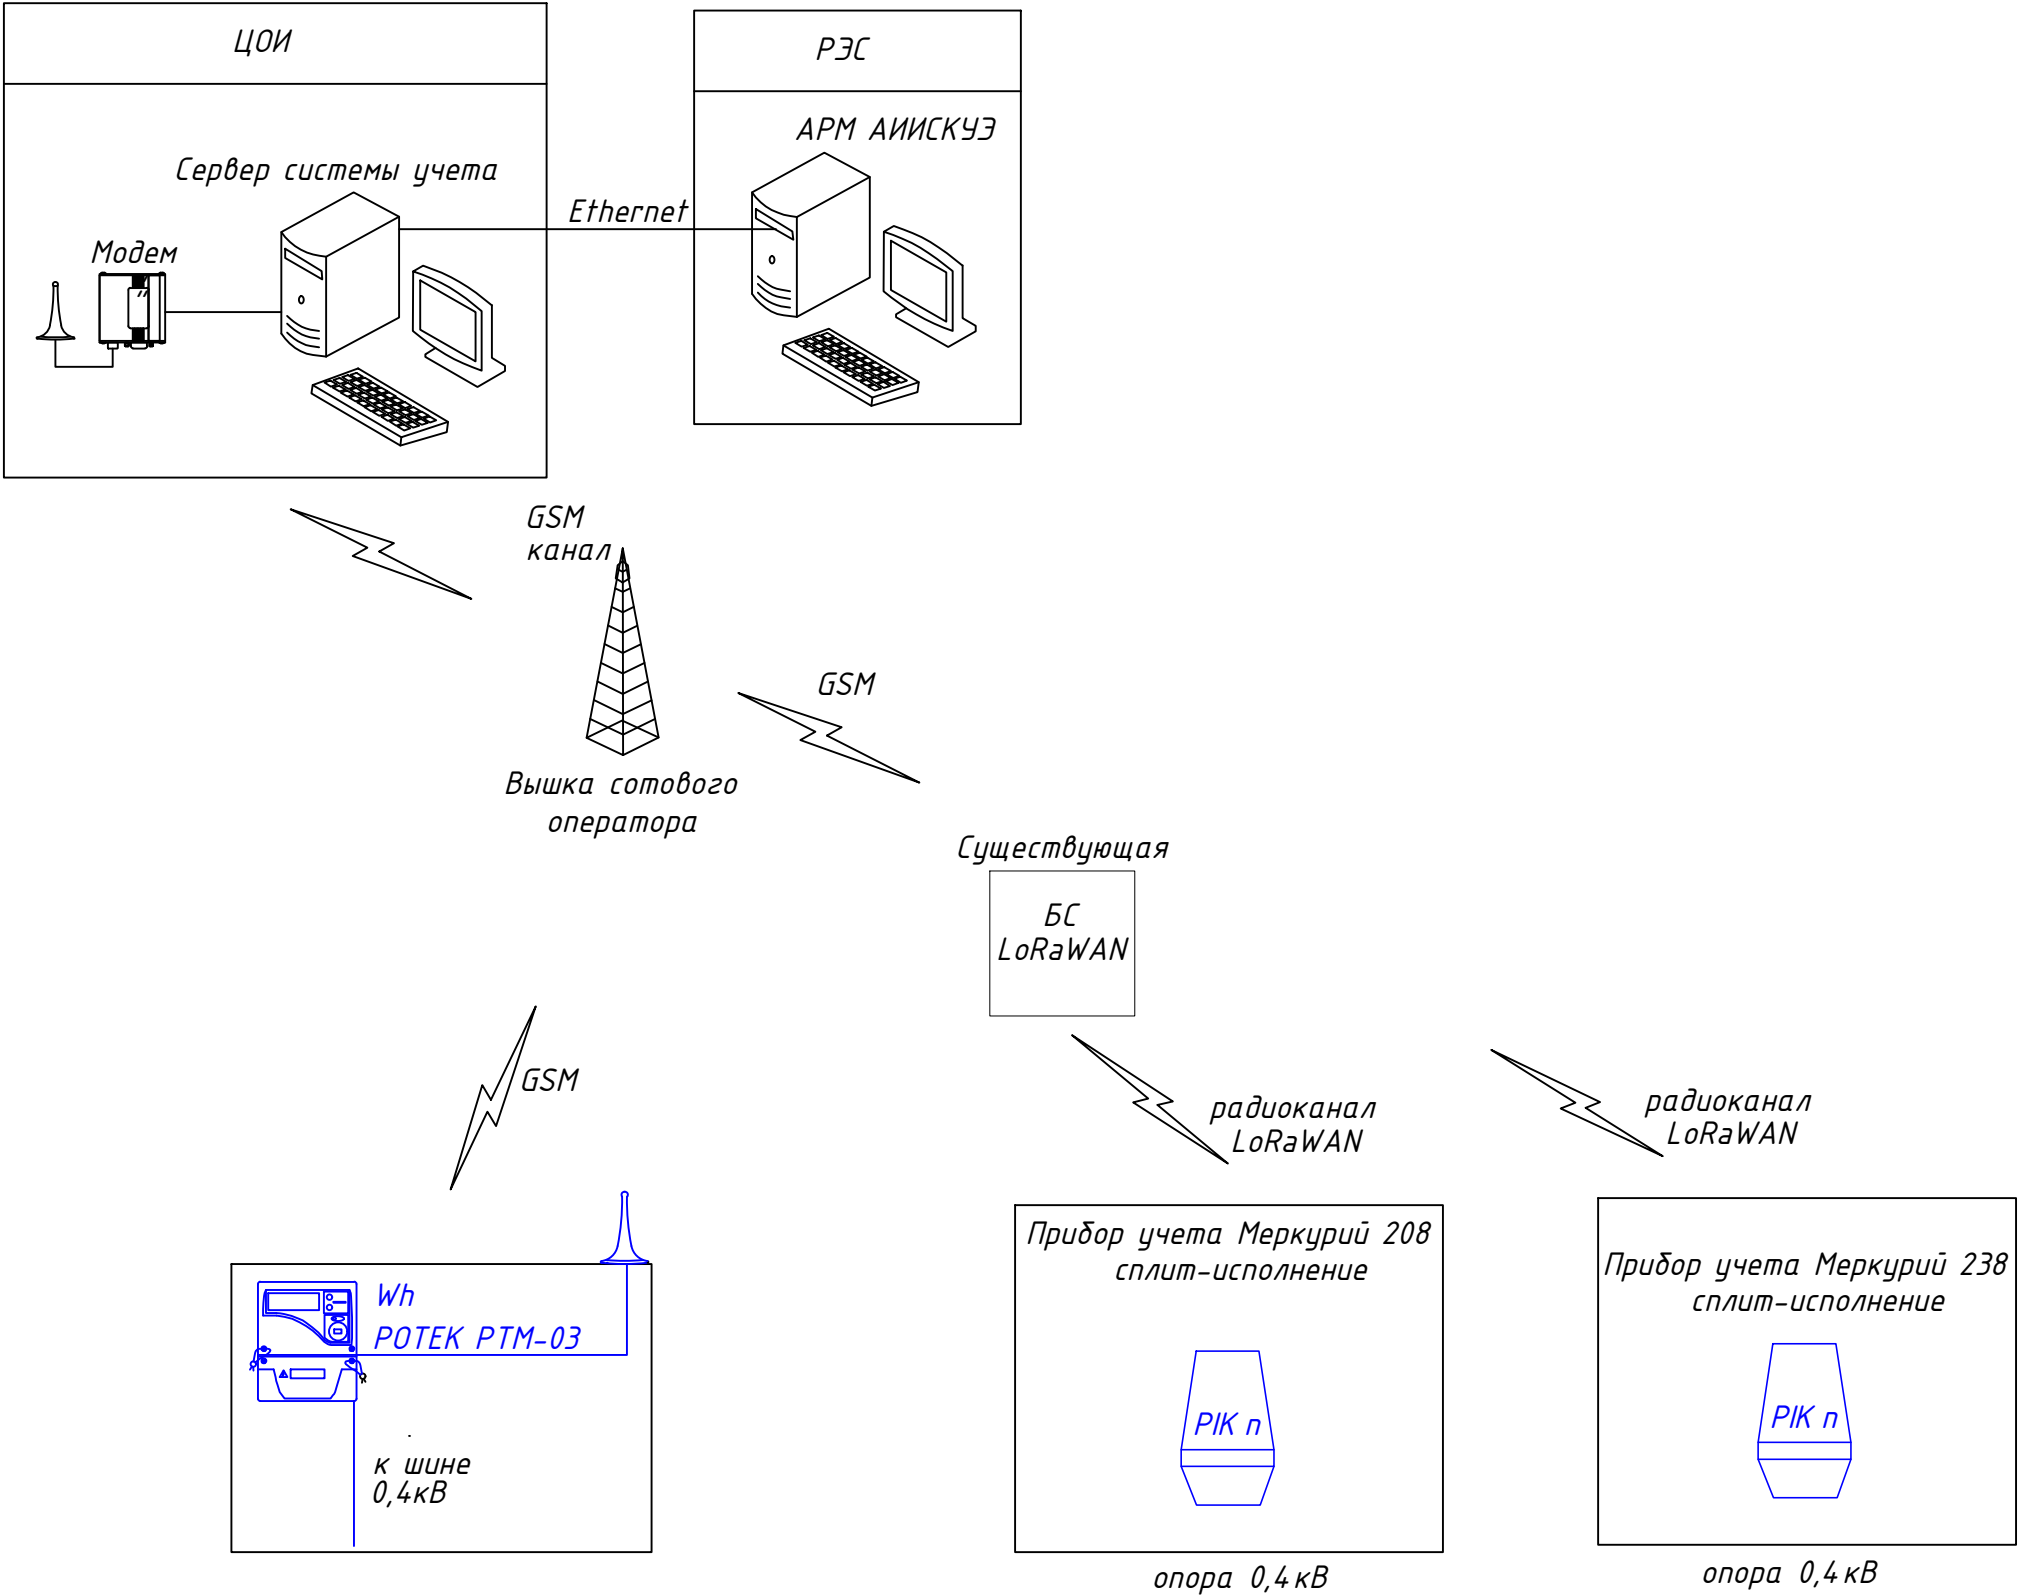 ЦОИ
РЭС
АРМ АИИСКУЭ
Сервер системы учета
Ethernet
Модем
GSM
канал
GSM
Вышка сотового
оператора
Существующая
БС
LoRaWAN
GSM
радиоканал
LoRaWAN
радиоканал
LoRaWAN
Wh
РОТЕК РТМ-03
к шине
0,4кВ
Прибор учета Меркурий 208
сплит-исполнение
PIK n
опора 0,4кВ
Прибор учета Меркурий 238
сплит-исполнение
PIK n
опора 0,4кВ